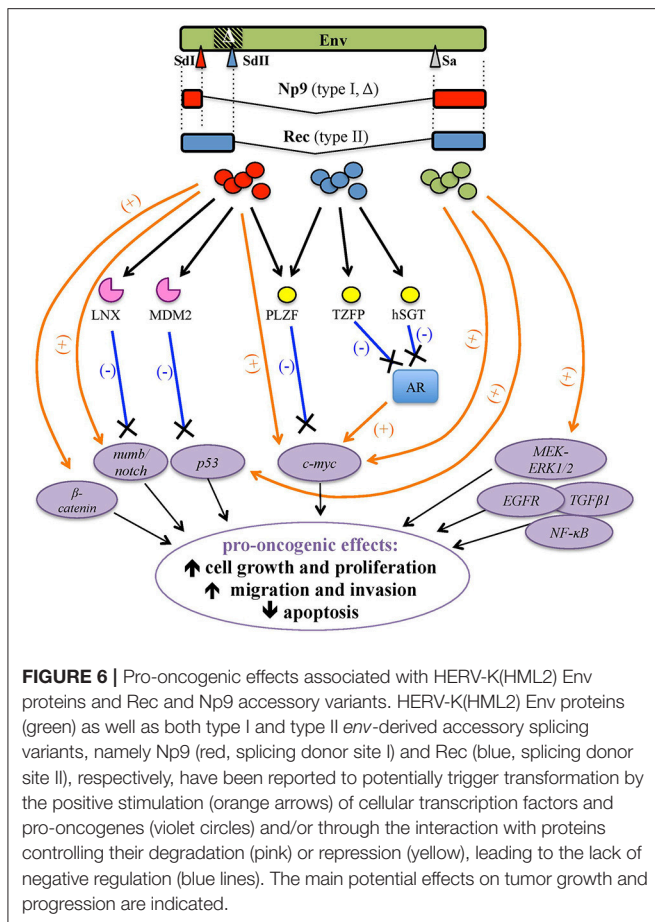 Δ
Env
SdI
SdII
Sa
Np9 (type I, Δ)
Rec (type II)
(+)
(+)
LNX
MDM2
PLZF
TZFP
hSGT
(-)
(-)
(+)
(-)
(-)
(-)
AR
(+)
(+)
(+)
(+)
β-
catenin
numb/
notch
p53
c-myc
MEK-
ERK1/2
EGFR
TGFβ1
NF-κB
pro-oncogenic effects:
cell growth and proliferation
migration and invasion
apoptosis
FIGURE 6 | Pro-oncogenic effects associated with HERV-K(HML2) Env
proteins and Rec and Np9 accessory variants. HERV-K(HML2) Env proteins
(green) as well as both type I and type II env-derived accessory splicing
variants, namely Np9 (red, splicing donor site I) and Rec (blue, splicing donor
site II), respectively, have been reported to potentially trigger transformation by
the positive stimulation (orange arrows) of cellular transcription factors and
pro-oncogenes (violet circles) and/or through the interaction with proteins
controlling their degradation (pink) or repression (yellow), leading to the lack of
negative regulation (blue lines). The main potential effects on tumor growth and
progression are indicated.